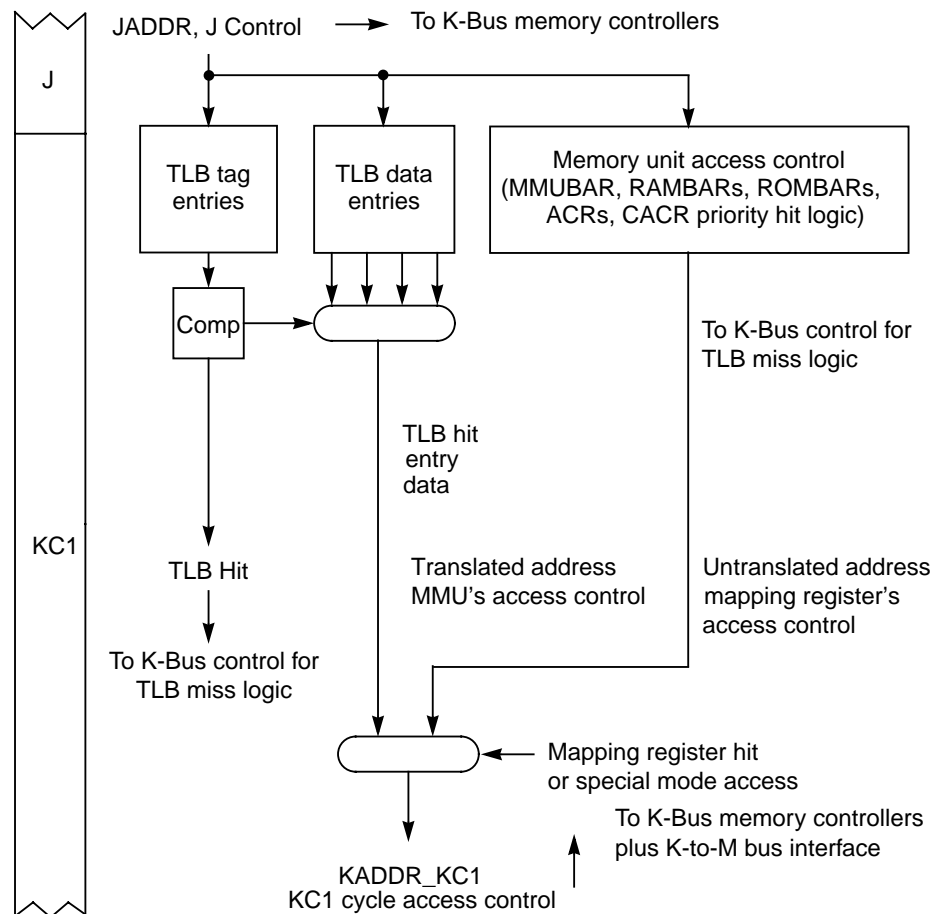 JADDR, J Control
To K-Bus memory controllers
J
TLB tag
entries
TLB data
entries
Memory unit access control
(MMUBAR, RAMBARs, ROMBARs,
ACRs, CACR priority hit logic)
Comp
To K-Bus control for
TLB miss logic
TLB hit
entry
data
KC1
TLB Hit
Translated address
MMU's access control
Untranslated address
mapping register's
access control
To K-Bus control for
TLB miss logic
Mapping register hit
or special mode access
To K-Bus memory controllers
plus K-to-M bus interface
KADDR_KC1
KC1 cycle access control